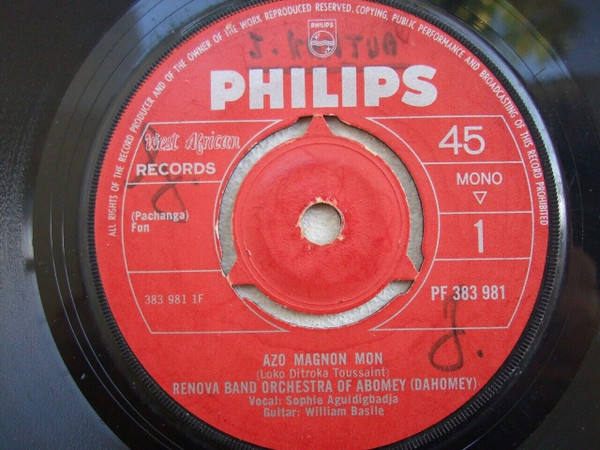 ALL RIGHTS OF THE RECORD PRODUCER AND OF THE OWNER OF THE WORK REPRODUCED RESERVED. COPYING, PUBLIC PERFORMANCE AND BROADCASTING OF THIS RECORD PROHIBITED
PHILIPS
PHILIPS
West African
RECORDS
45
MONO
(Pachanga)
Fon
1
383 981 1F
PF 383 981
8.
AZO MAGNON MON
(Loko Ditroka Toussaint)
RENOVA BAND ORCHESTRA OF ABOMEY (DAHOMEY)
Vocal: Sophie Aguidigbadja
Guitar: William Basile